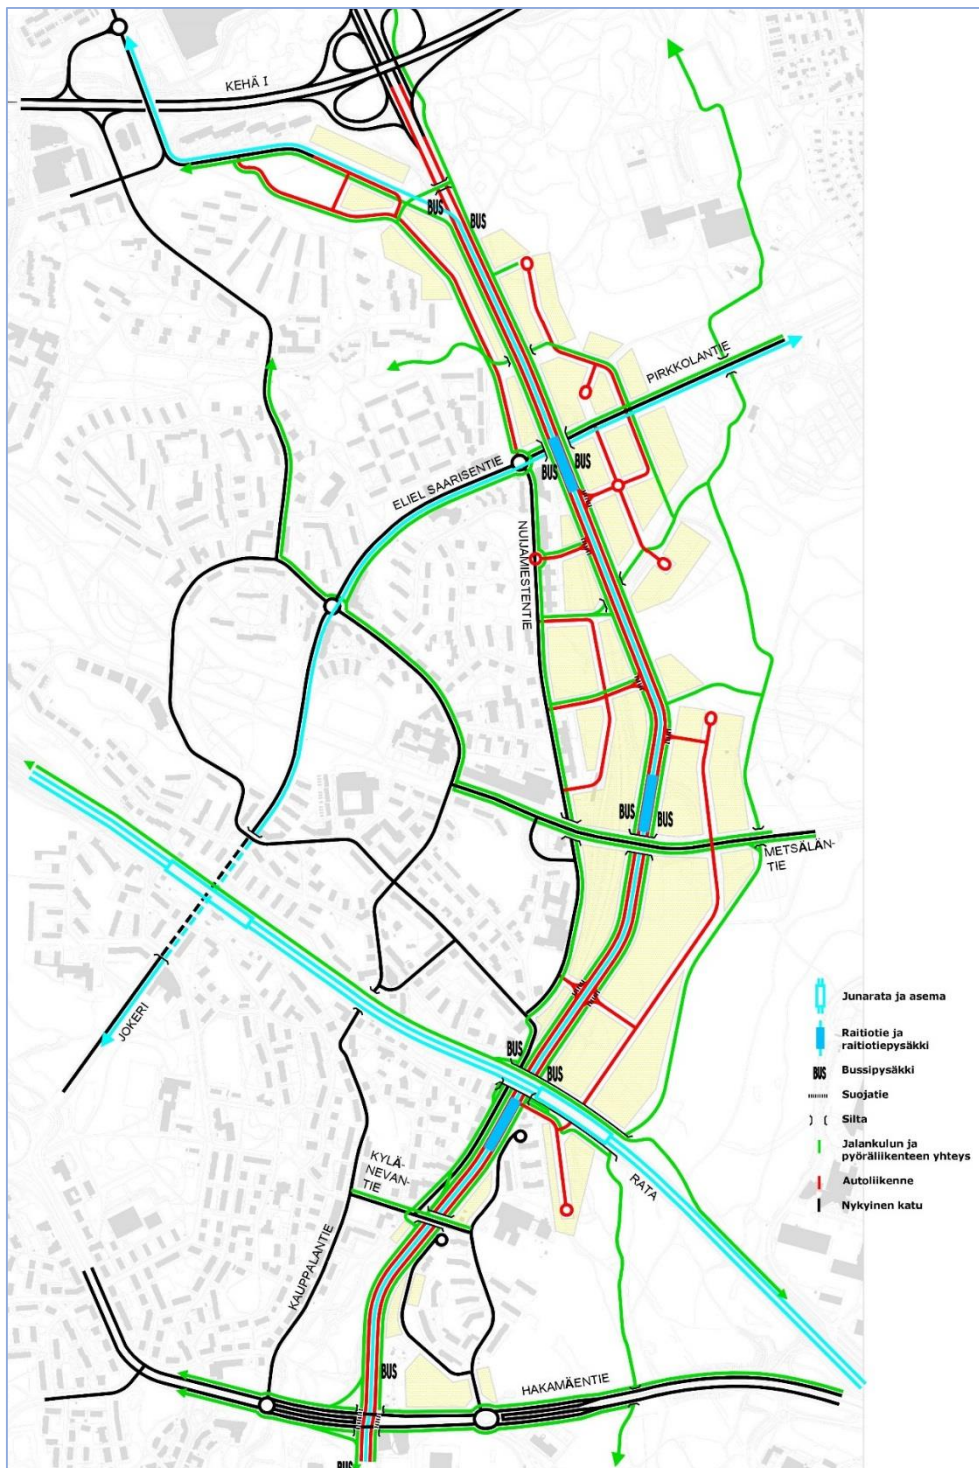 KEHÄ I
BUS
BUS
PIRKKOLANTIE
ELIEL SAARISENTIE
BUS
BUS
NUIJAMIESTENTIE
BUS
BUS
METSÄLÄN-
TIE
JOKERI
BUS
BUS
KYLÄ-
NEVAN-
TIE
RATA
KAUPPALANTIE
BUS
HAKAMÄENTIE
BUS
Junarata ja asema
Raitiotie ja
raitiotiepysäkki
BUS Bussipysäkki
Suojatie
Silta
Jalankulun ja
pyöräliikenteen yhteys
Autoliikenne
Nykyinen katu